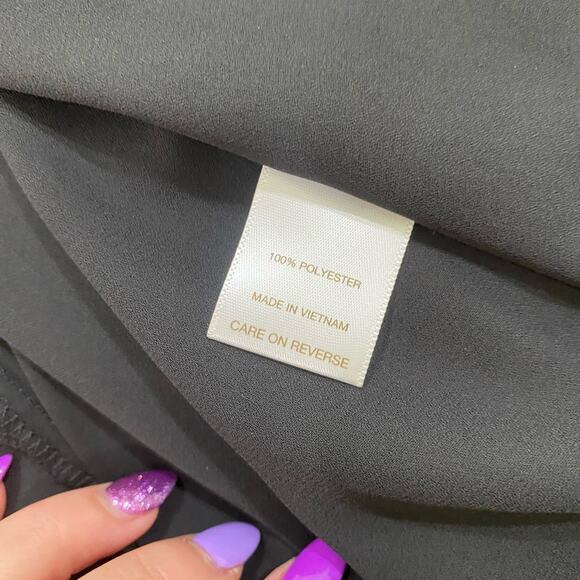 100% POLYESTER
MADE IN VIETNAM
CARE ON REVERSE